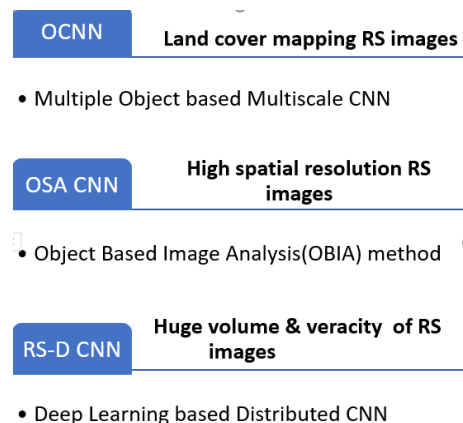 OCNN
Land cover mapping RS images
• Multiple Object based Multiscale CNN
OSA CNN
High spatial resolution RS
images
• Object Based Image Analysis(OBIA) method
RS-D CNN
Huge volume & veracity of RS
images
• Deep Learning based Distributed CNN